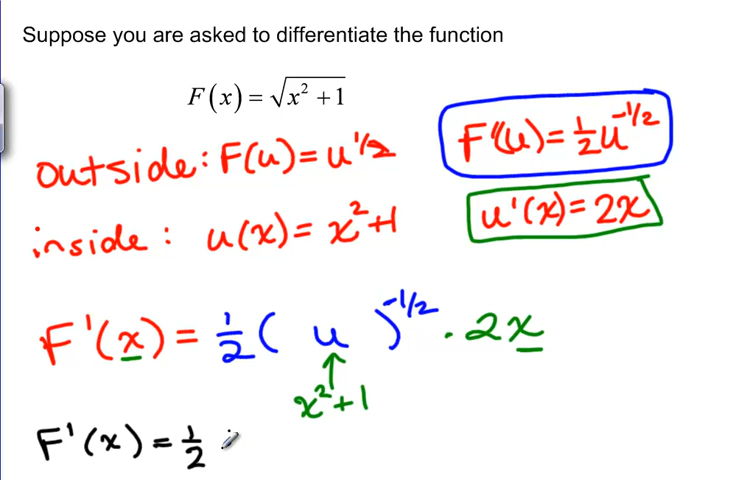 Suppose you are asked to differentiate the function
F(x) = √x² + 1
outside: F(u) = u^1/2
F'(u) = 1/2 u^-1/2
inside: u(x) = x² + 1
u'(x) = 2x
F'(x) = 1/2 ( u )^-1/2 · 2x
↑
x² + 1
F'(x) = 1/2